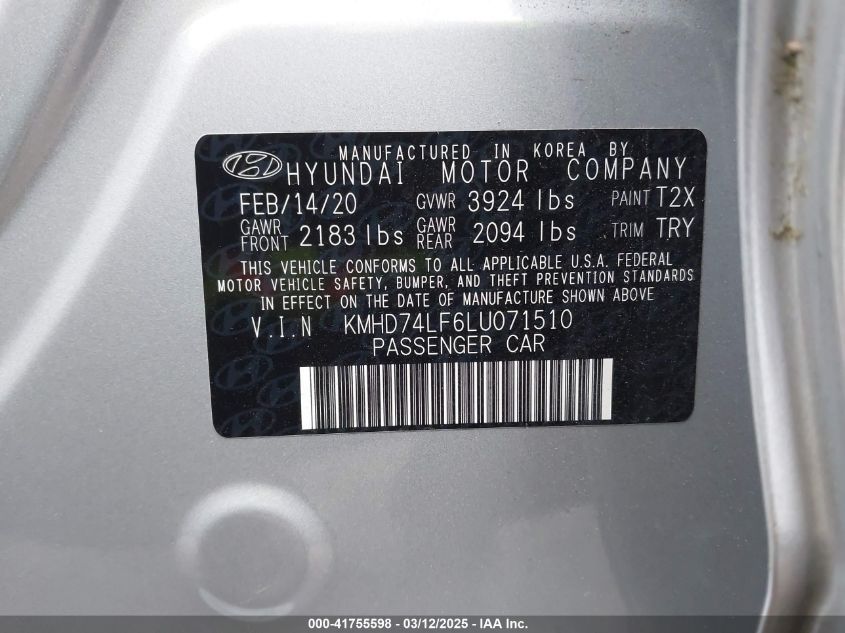 MANUFACTURED IN KOREA BY
HYUNDAI MOTOR COMPANY
FEB/14/20 GVWR 3924 lbs PAINT T2X
GAWR FRONT 2183 lbs GAWR REAR 2094 lbs TRIM TRY
THIS VEHICLE CONFORMS TO ALL APPLICABLE U.S.A. FEDERAL
MOTOR VEHICLE SAFETY, BUMPER, AND THEFT PREVENTION STANDARDS
IN EFFECT ON THE DATE OF MANUFACTURE SHOWN ABOVE
V.I.N KMHD74LF6LU071510
PASSENGER CAR
000-41755598 - 03/12/2025 - IAA Inc.